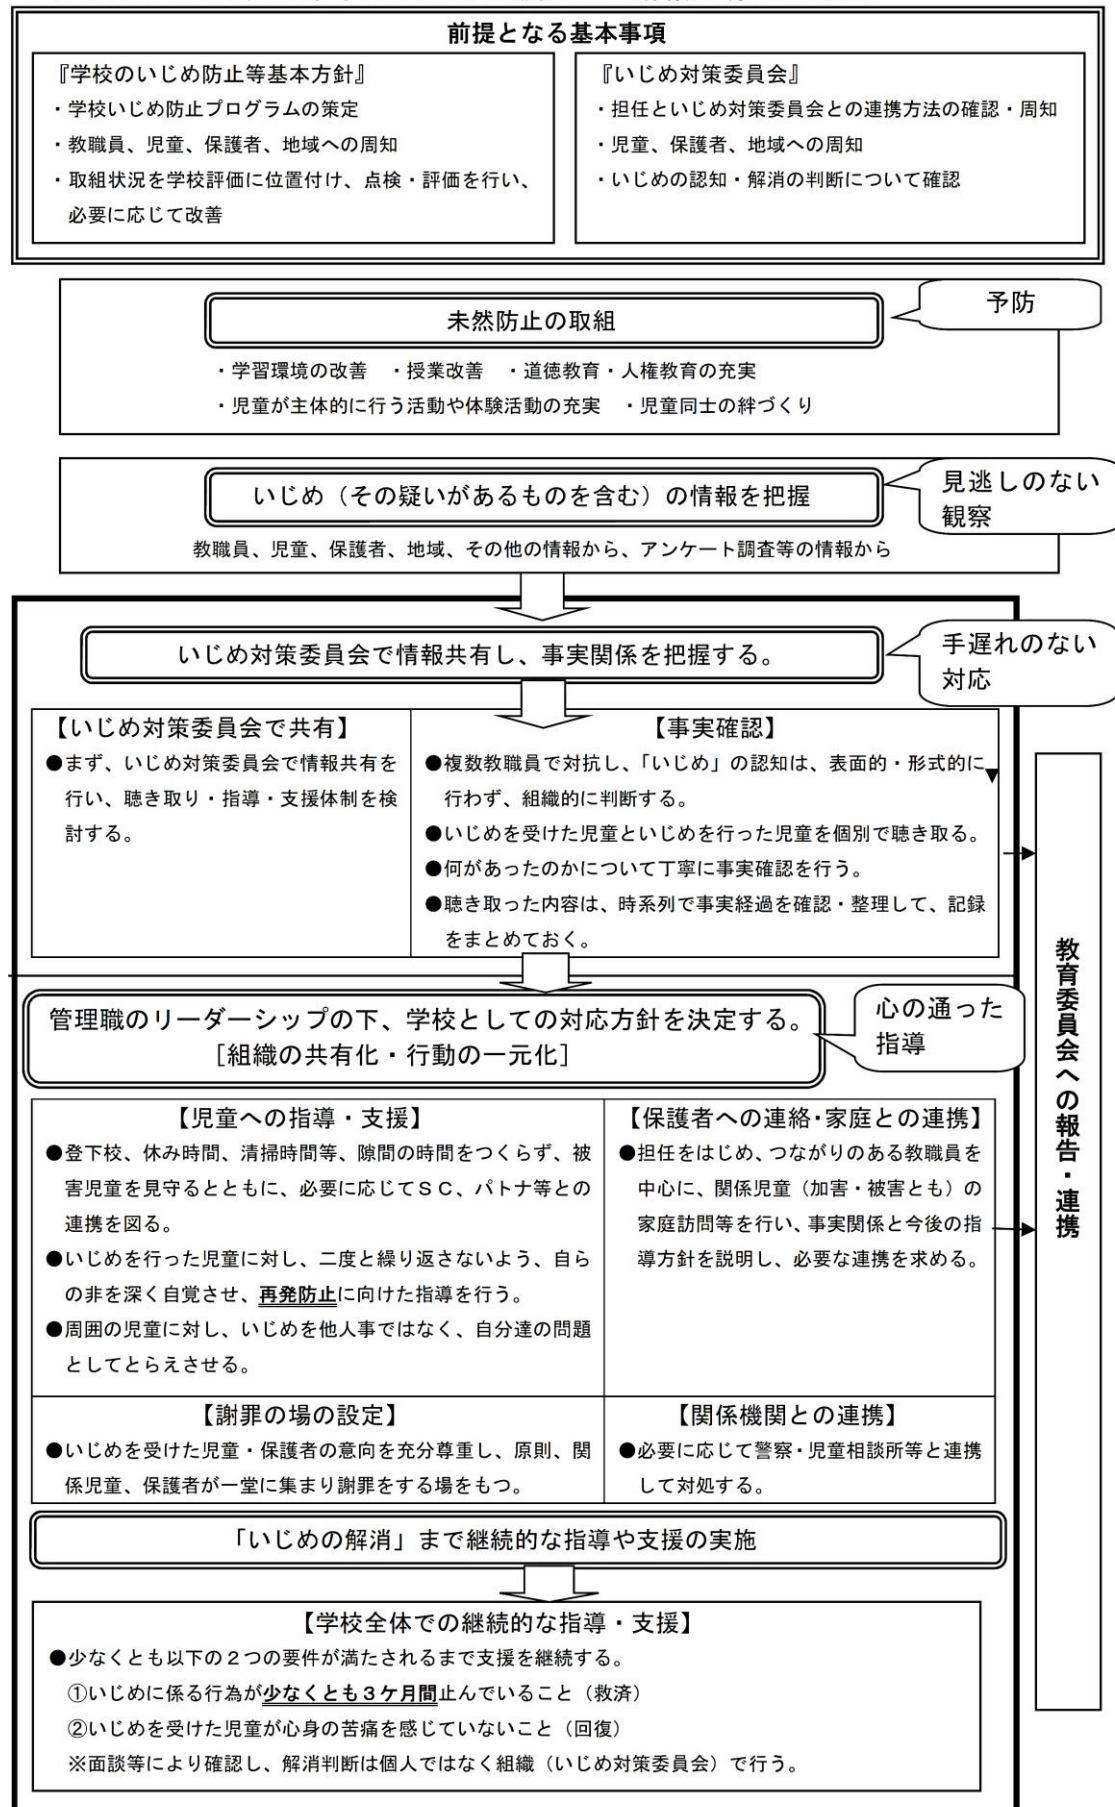 前提となる基本事項
『学校のいじめ防止等基本方針』
・学校いじめ防止プログラムの策定
・教職員、児童、保護者、地域への周知
・取組状況を学校評価に位置付け、点検・評価を行い、
必要に応じて改善
『いじめ対策委員会』
・担任といじめ対策委員会との連携方法の確認・周知
・児童、保護者、地域への周知
・いじめの認知・解消の判断について確認
予防
未然防止の取組
・学習環境の改善　・授業改善　・道徳教育・人権教育の充実
・児童が主体的に行う活動や体験活動の充実　・児童同士の絆づくり
見逃しのない
観察
いじめ（その疑いがあるものを含む）の情報を把握
教職員、児童、保護者、地域、その他の情報から、アンケート調査等の情報から
手遅れのない
対応
いじめ対策委員会で情報共有し、事実関係を把握する。
【いじめ対策委員会で共有】
●まず、いじめ対策委員会で情報共有を
行い、聴き取り・指導・支援体制を検
討する。
【事実確認】
●複数教職員で対抗し、「いじめ」の認知は、表面的・形式的に
行わず、組織的に判断する。
●いじめを受けた児童といじめを行った児童を個別で聴き取る。
●何があったのかについて丁寧に事実確認を行う。
●聴き取った内容は、時系列で事実経過を確認・整理して、記録
をまとめておく。
教育委員会への報告・連携
心の通った
指導
管理職のリーダーシップの下、学校としての対応方針を決定する。
［組織の共有化・行動の一元化］
【児童への指導・支援】
●登下校、休み時間、清掃時間等、隙間の時間をつくらず、被
害児童を見守るとともに、必要に応じてＳＣ、パトナ等との
連携を図る。
●いじめを行った児童に対し、二度と繰り返さないよう、自ら
の非を深く自覚させ、再発防止に向けた指導を行う。
●周囲の児童に対し、いじめを他人事ではなく、自分達の問題
としてとらえさせる。
【保護者への連絡・家庭との連携】
●担任をはじめ、つながりのある教職員を
中心に、関係児童（加害・被害とも）の
家庭訪問等を行い、事実関係と今後の指
導方針を説明し、必要な連携を求める。
【謝罪の場の設定】
●いじめを受けた児童・保護者の意向を充分尊重し、原則、関
係児童、保護者が一堂に集まり謝罪をする場をもつ。
【関係機関との連携】
●必要に応じて警察・児童相談所等と連携
して対処する。
「いじめの解消」まで継続的な指導や支援の実施
【学校全体での継続的な指導・支援】
●少なくとも以下の２つの要件が満たされるまで支援を継続する。
①いじめに係る行為が少なくとも３ケ月間止んでいること（救済）
②いじめを受けた児童が心身の苦痛を感じていないこと（回復）
※面談等により確認し、解消判断は個人ではなく組織（いじめ対策委員会）で行う。